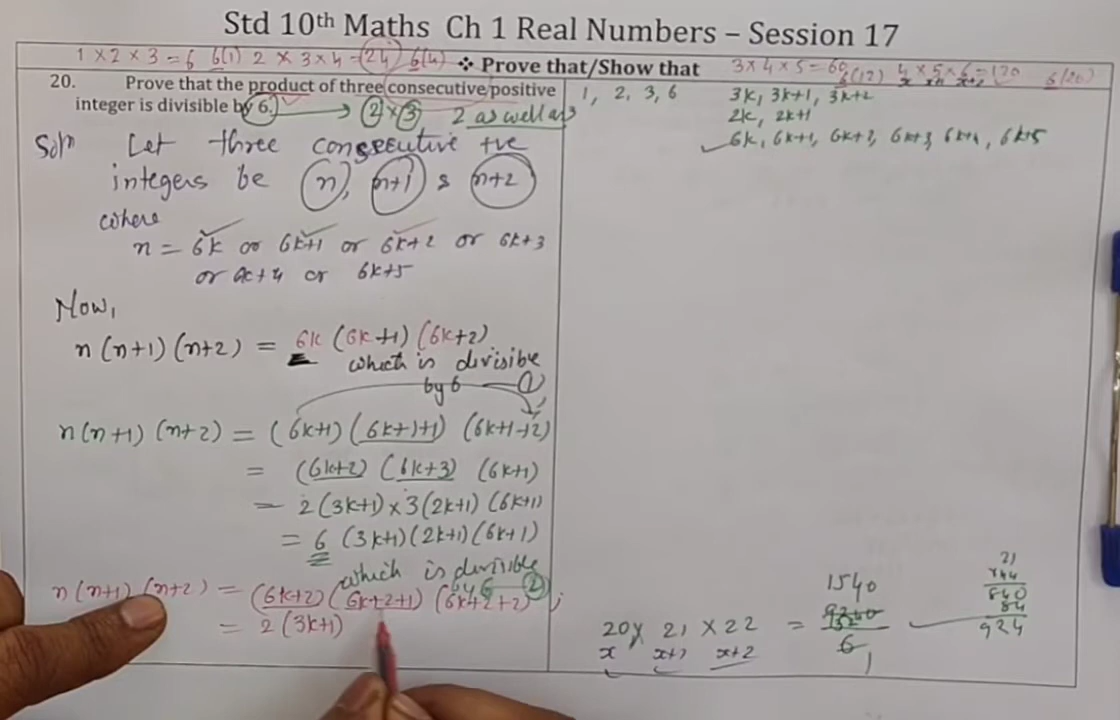 Std 10th Maths Ch 1 Real Numbers – Session 17
1 × 2 × 3 = 6 6(1) 2 × 3 × 4 = 24 6(4) ❖ Prove that/Show that 3 × 4 × 5 = 60 6(12) 4 × 5 × 6 = 120 6(20)
x x+1 x+2
20. Prove that the product of three consecutive positive
integer is divisible by 6. → 2 × 3 2 as well as
Soln Let three consecutive +ve
integers be n, n+1 & n+2
where
n = 6k or 6k+1 or 6k+2 or 6k+3
or 6k+4 or 6k+5
Now,
n(n+1)(n+2) = 6k (6k+1)(6k+2)
which is divisible
by 6 — ①
n(n+1)(n+2) = (6k+1)(6k+1+1)(6k+1+2)
= (6k+2)(6k+3)(6k+1)
= 2(3k+1)×3(2k+1)(6k+1)
= 6(3k+1)(2k+1)(6k+1)
which is divisible
by 6 — ②
n(n+1)(n+2) = (6k+2)(6k+2+1)(6k+2+2)
= 2(3k+1)
1, 2, 3, 6 3k, 3k+1, 3k+2
2k, 2k+1
6k, 6k+1, 6k+2, 6k+3, 6k+4, 6k+5
1540
20 × 21 × 22 =
6
x x+1 x+2
21
×44
840
84
924